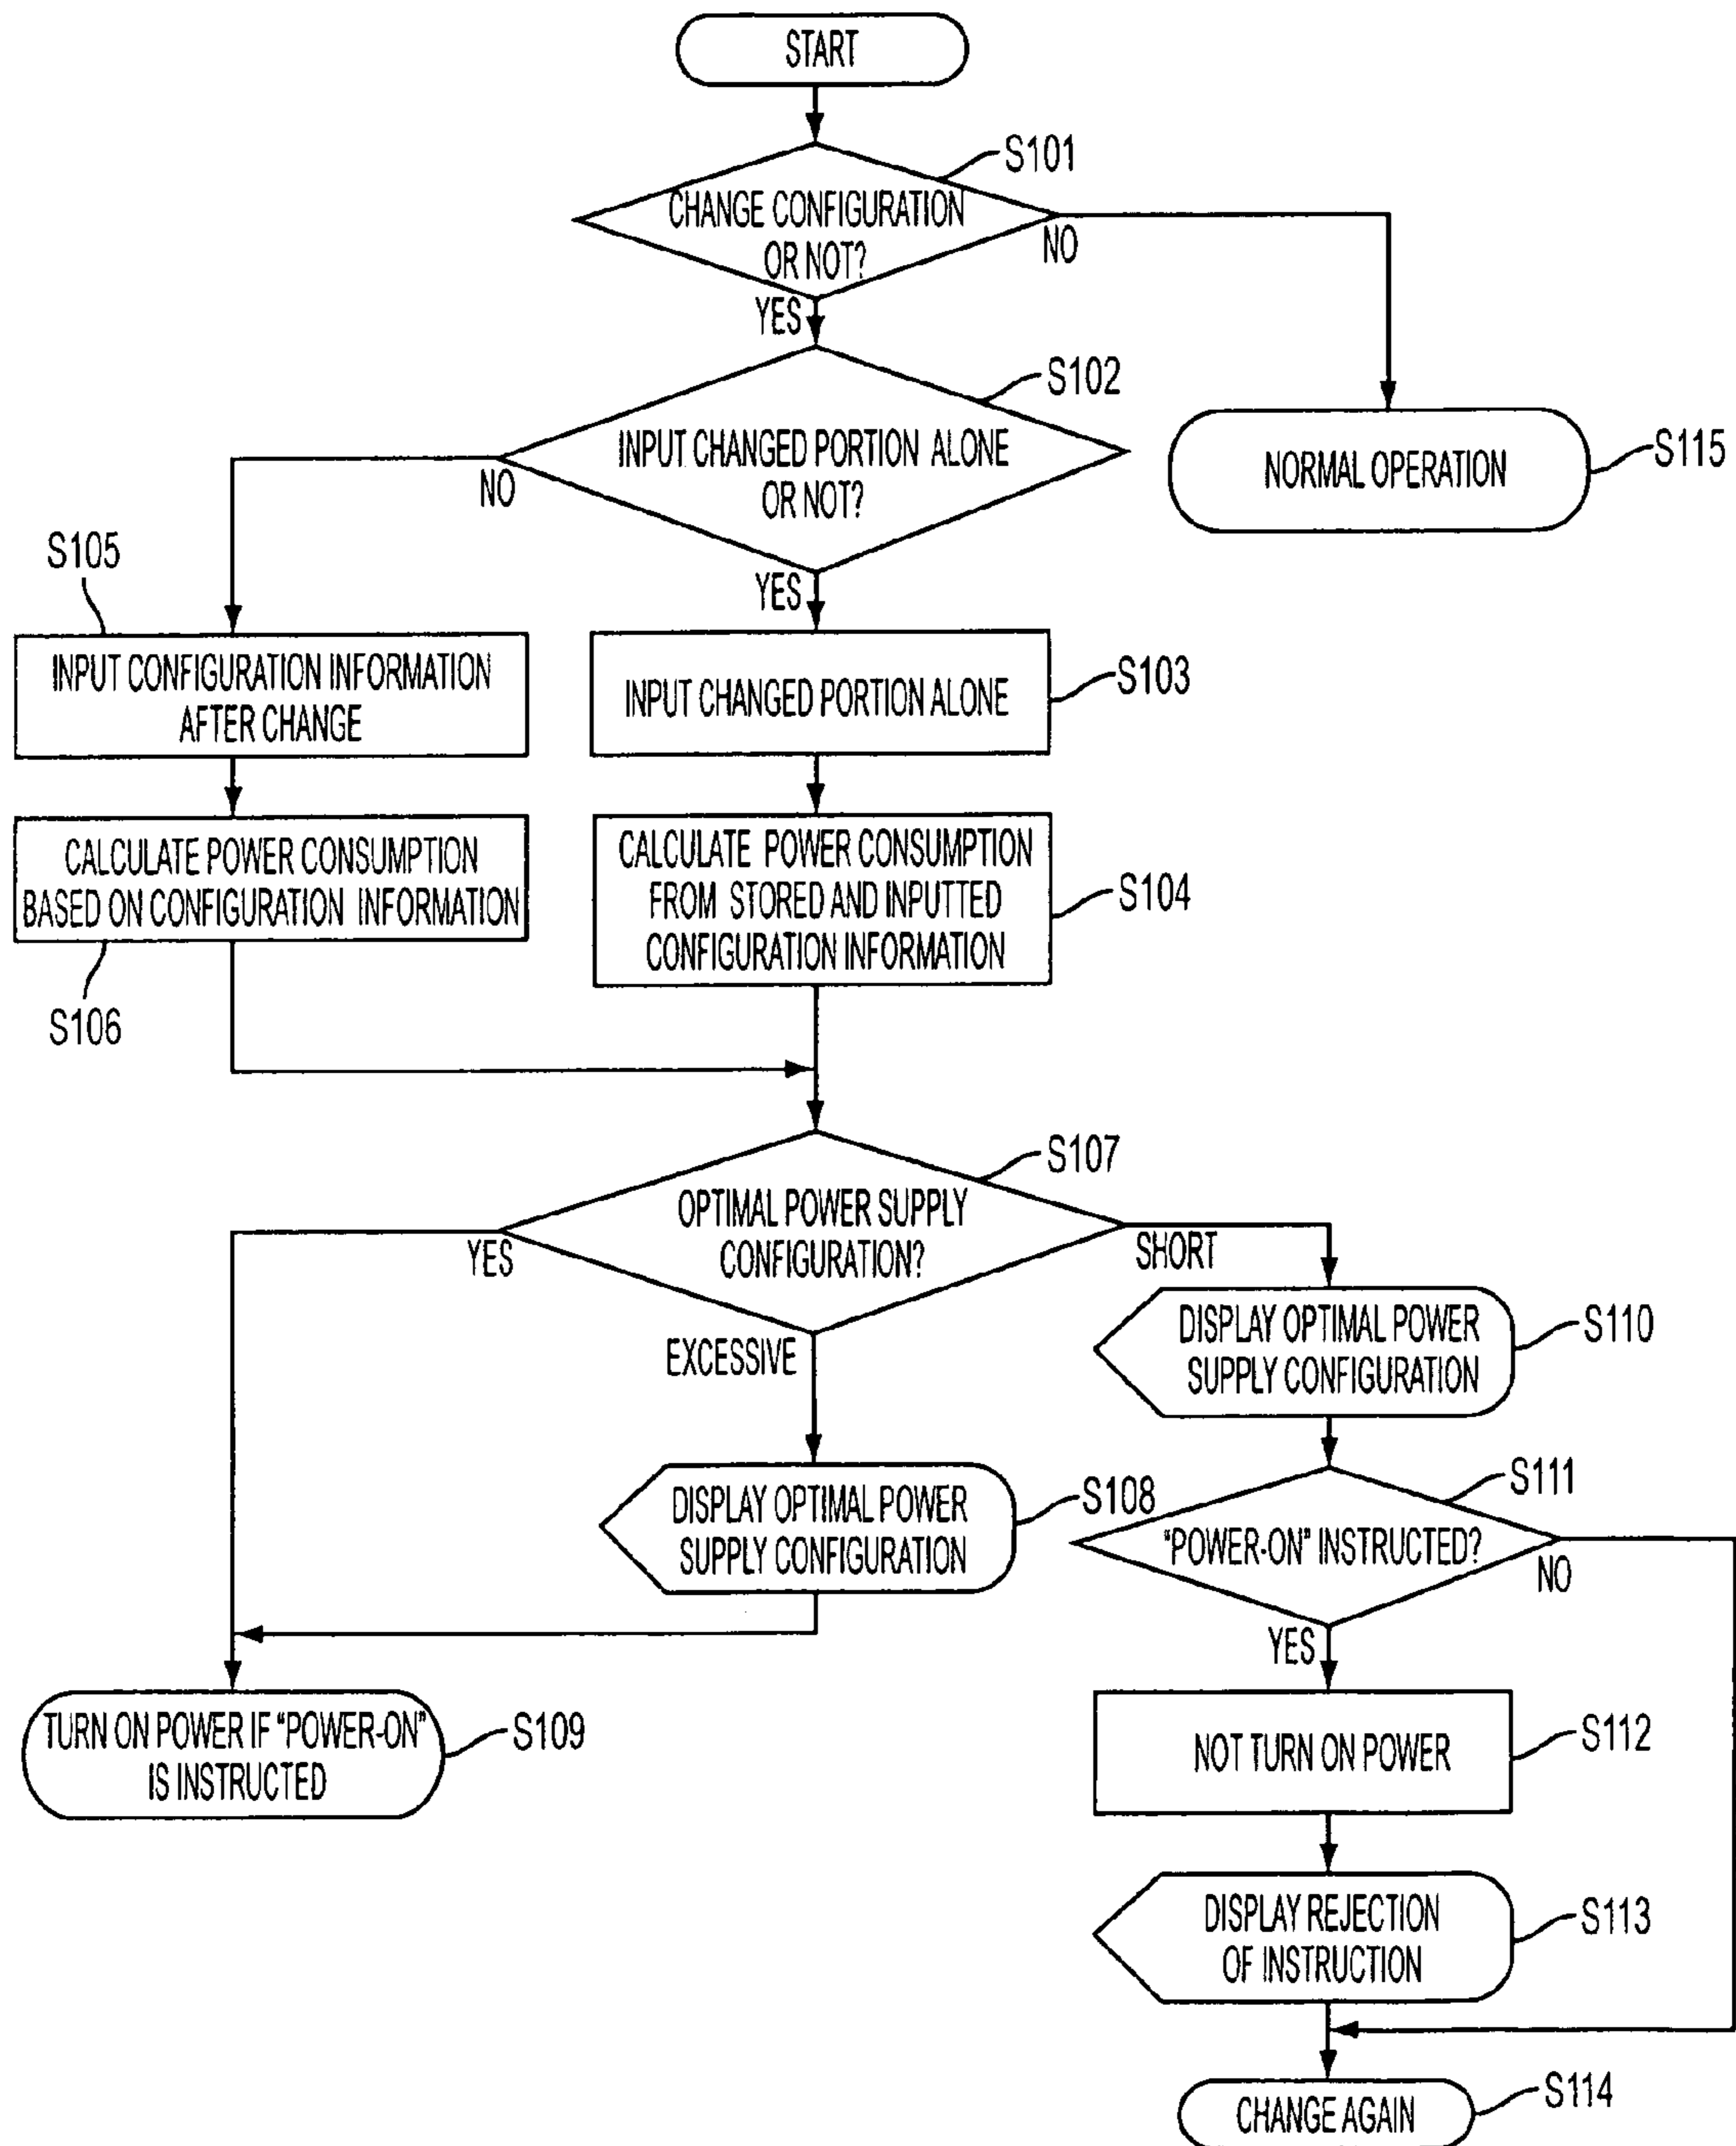 START
S101
CHANGE CONFIGURATION
OR NOT?
NO
YES
S102
INPUT CHANGED PORTION ALONE
OR NOT?
NO
YES
NORMAL OPERATION
S115
S105
INPUT CONFIGURATION INFORMATION
AFTER CHANGE
INPUT CHANGED PORTION ALONE
S103
CALCULATE POWER CONSUMPTION
BASED ON CONFIGURATION INFORMATION
S106
CALCULATE POWER CONSUMPTION
FROM STORED AND INPUTTED
CONFIGURATION INFORMATION
S104
S107
OPTIMAL POWER SUPPLY
CONFIGURATION?
YES
SHORT
EXCESSIVE
DISPLAY OPTIMAL POWER
SUPPLY CONFIGURATION
S110
DISPLAY OPTIMAL POWER
SUPPLY CONFIGURATION
S108
S111
"POWER-ON" INSTRUCTED?
NO
YES
TURN ON POWER IF "POWER-ON"
IS INSTRUCTED
S109
NOT TURN ON POWER
S112
DISPLAY REJECTION
OF INSTRUCTION
S113
CHANGE AGAIN
S114